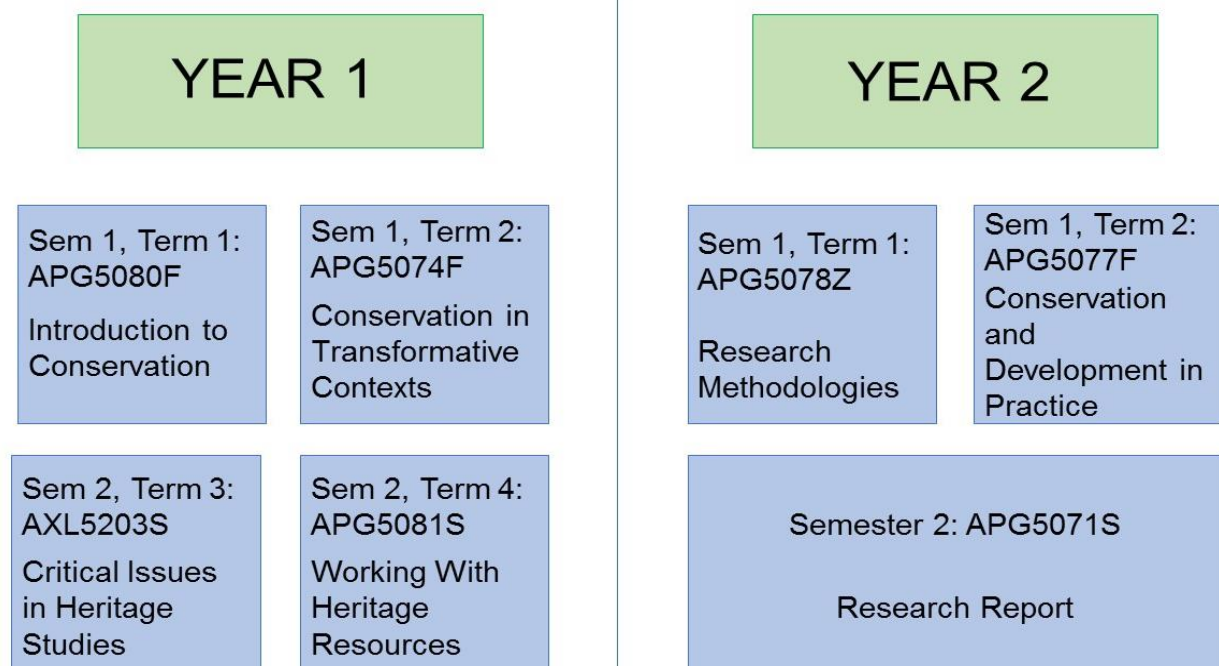 YEAR 1
Sem 1, Term 1:
APG5080F
Introduction to
Conservation
Sem 1, Term 2:
APG5074F
Conservation in
Transformative
Contexts
Sem 2, Term 3:
AXL5203S
Critical Issues
in Heritage
Studies
Sem 2, Term 4:
APG5081S
Working With
Heritage
Resources
YEAR 2
Sem 1, Term 1:
APG5078Z
Research
Methodologies
Sem 1, Term 2:
APG5077F
Conservation
and
Development in
Practice
Semester 2: APG5071S
Research Report